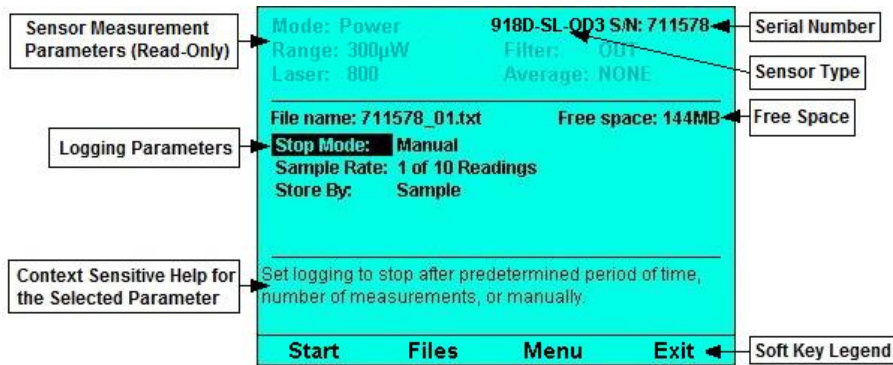 Sensor Measurement
Parameters (Read-Only)
Mode: Power
918D-SL-OD3 S/N: 711578
Serial Number
Range: 300µW
Filter: OD1
Laser: 800
Average: NONE
Sensor Type
File name: 711578_01.txt
Free space: 144MB
Free Space
Logging Parameters
Stop Mode: Manual
Sample Rate: 1 of 10 Readings
Store By: Sample
Context Sensitive Help for
the Selected Parameter
Set logging to stop after predetermined period of time,
number of measurements, or manually.
Start Files Menu Exit
Soft Key Legend